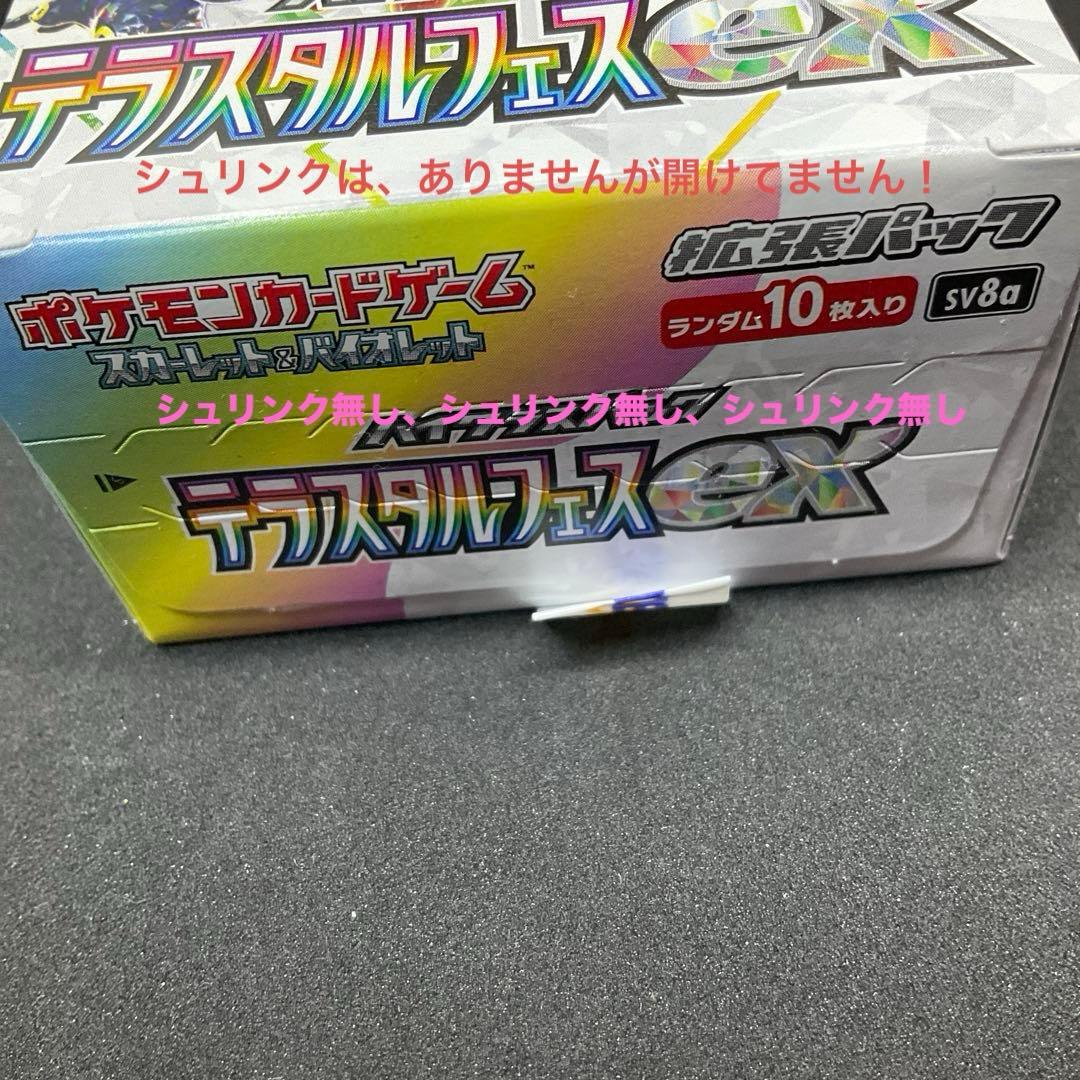 テラスタルフェスex
シュリンクは、ありませんが開けてません！
拡張パック
ポケモンカードゲーム™
ランダム10枚入り SV8a
スカーレット&バイオレット
シュリンク無し、シュリンク無し、シュリンク無し
テラスタルフェスex